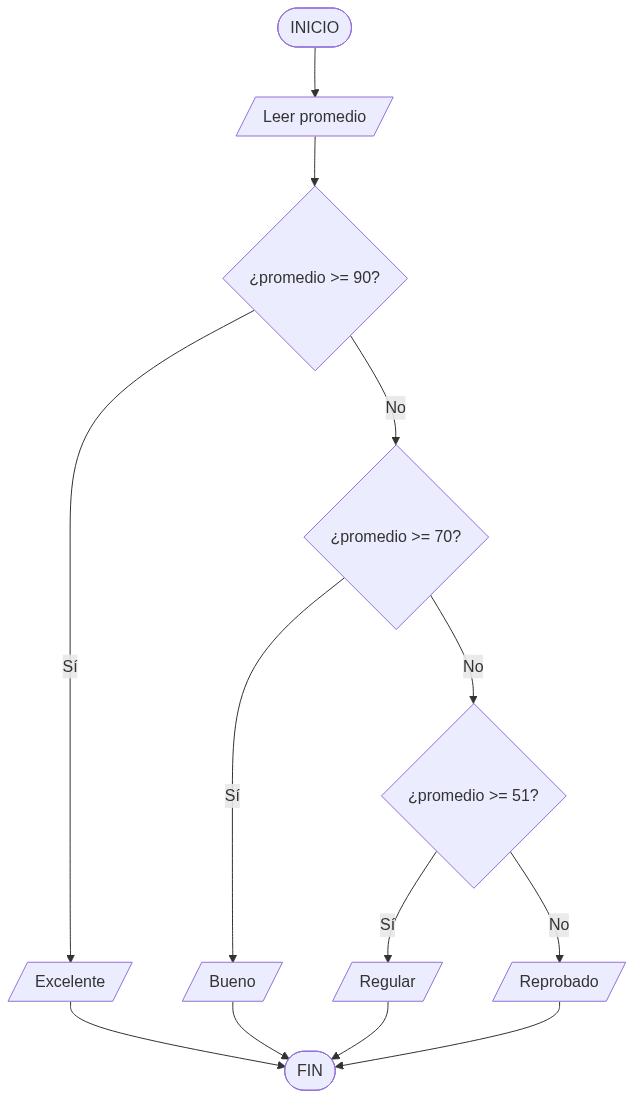 INICIO
Leer promedio
¿promedio >= 90?
No
¿promedio >= 70?
Sí
No
Sí
¿promedio >= 51?
Sí
No
Excelente
Bueno
Regular
Reprobado
FIN